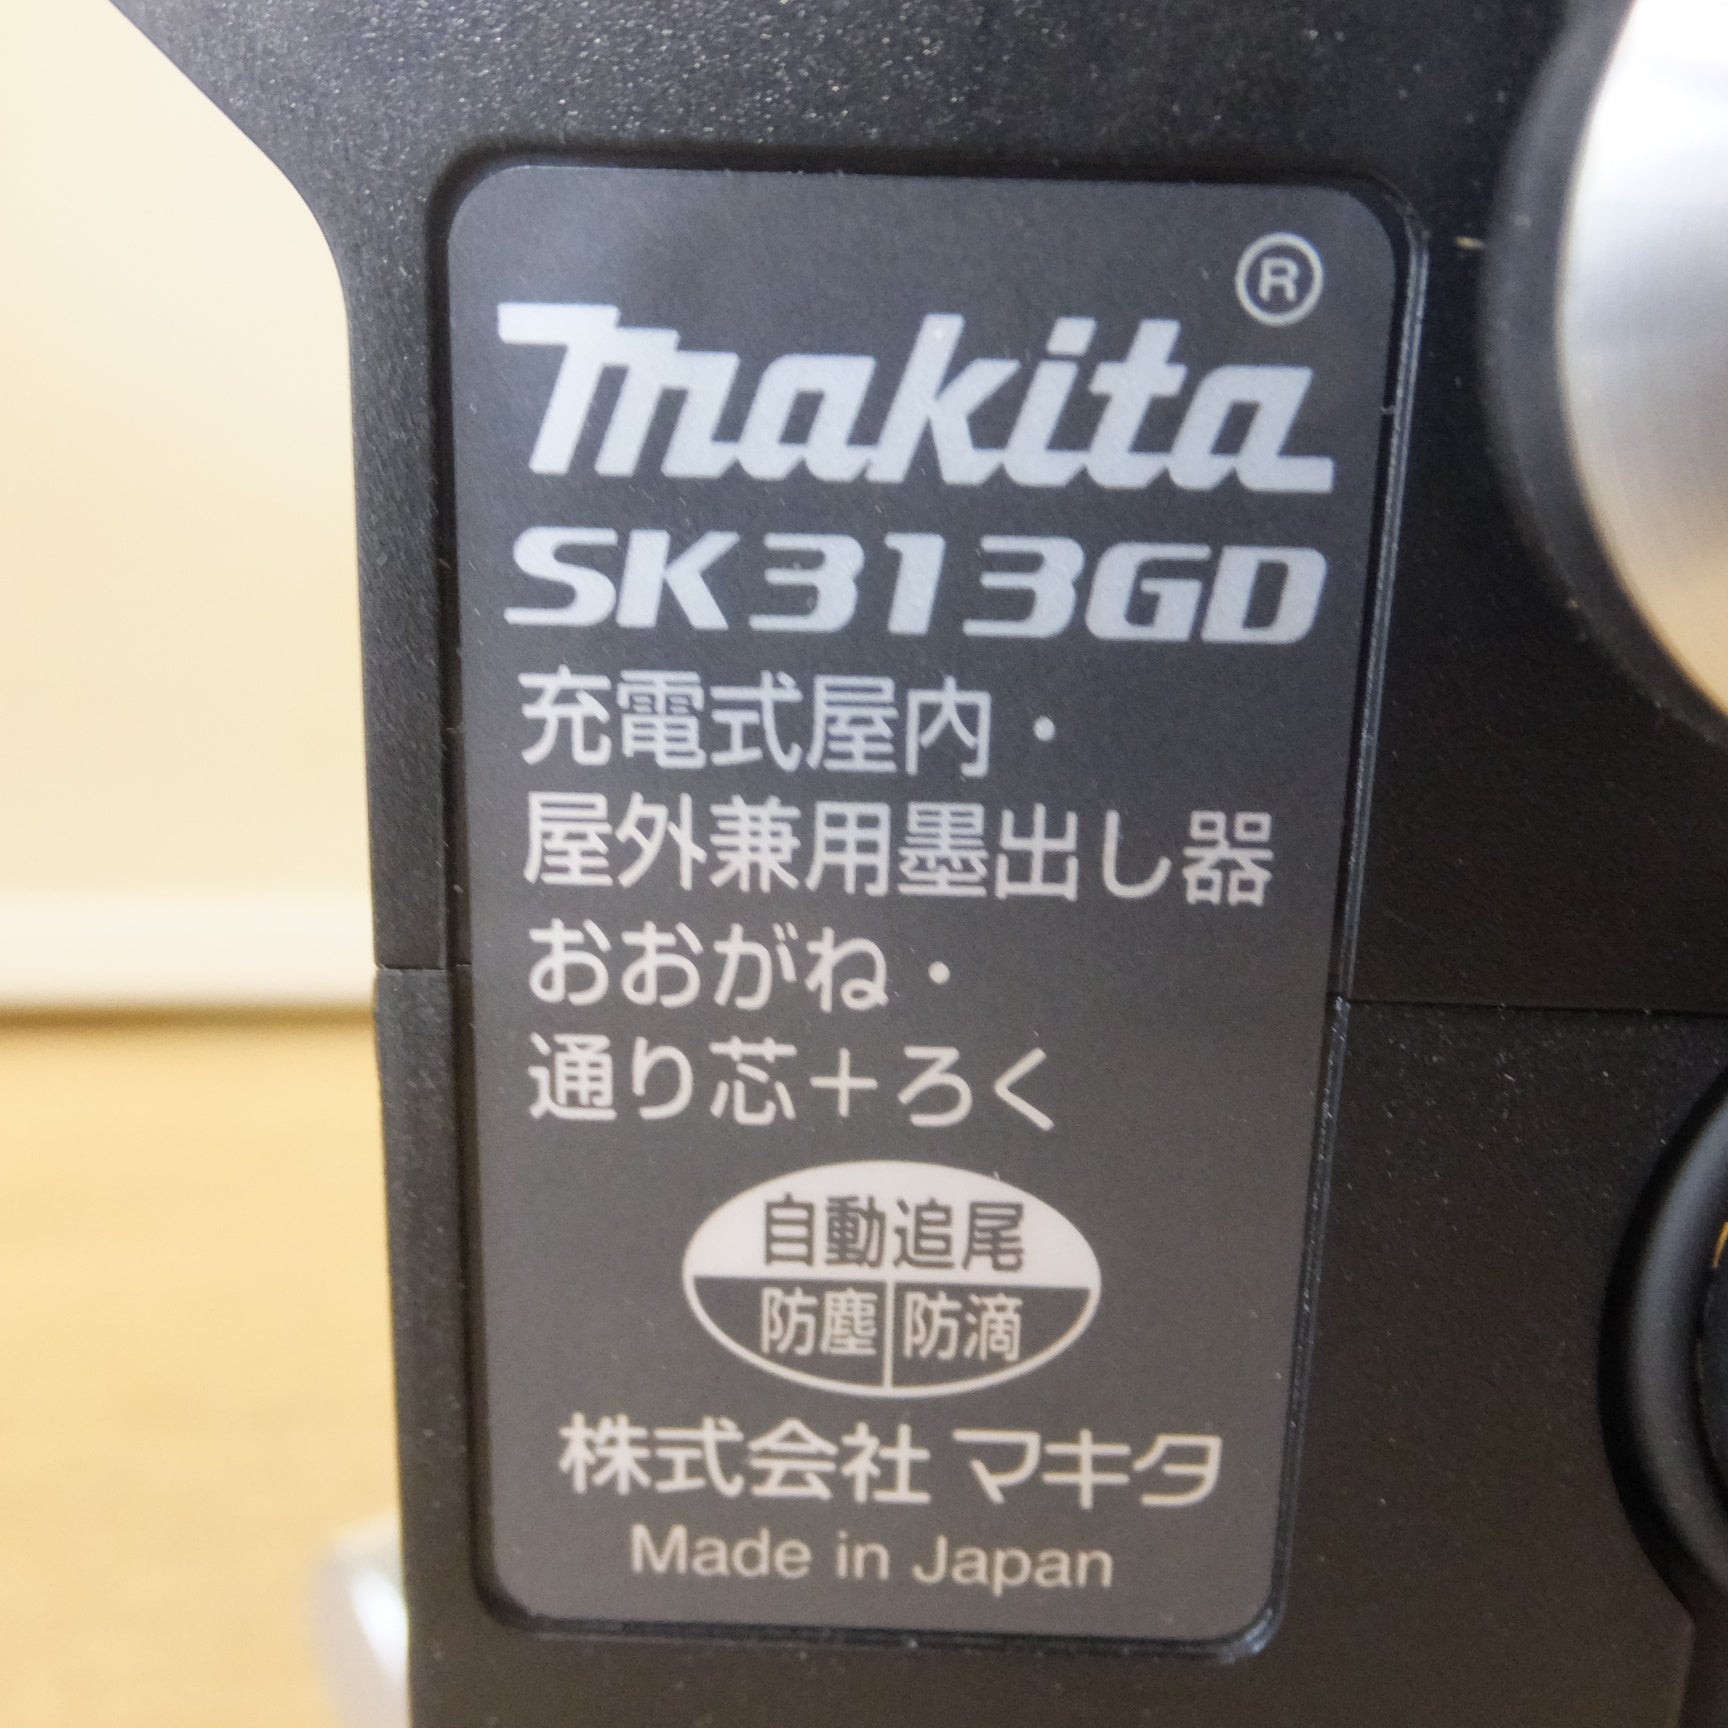 makita®
SK313GD
充電式屋内・
屋外兼用墨出し器
おおがね・
通り芯+ろく
自動追尾
防塵 防滴
株式会社 マキタ
Made in Japan